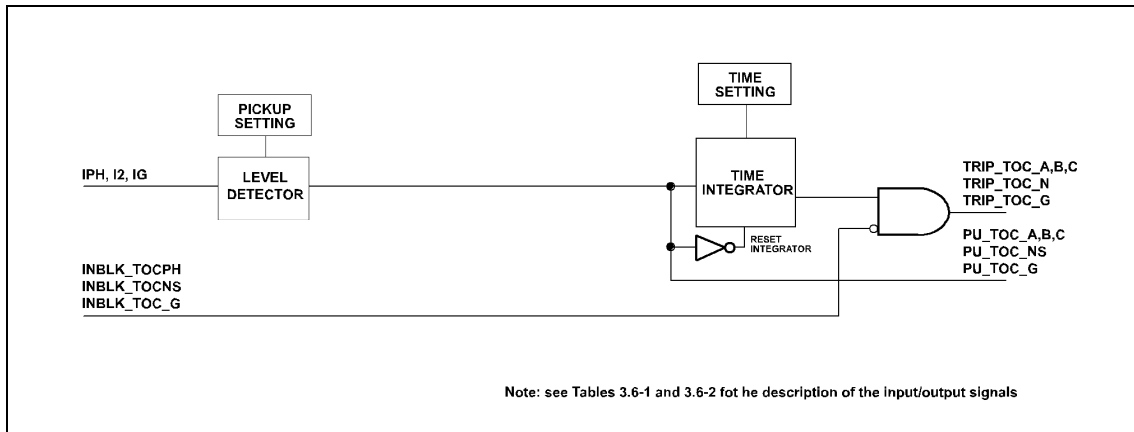 TIME
SETTING
PICKUP
SETTING
IPH, I2, IG
LEVEL
DETECTOR
TIME
INTEGRATOR
TRIP_TOC_A,B,C
TRIP_TOC_N
TRIP_TOC_G
RESET
INTEGRATOR
PU_TOC_A,B,C
PU_TOC_NS
PU_TOC_G
INBLK_TOCPH
INBLK_TOCNS
INBLK_TOC_G
Note: see Tables 3.6-1 and 3.6-2 fot he description of the input/output signals